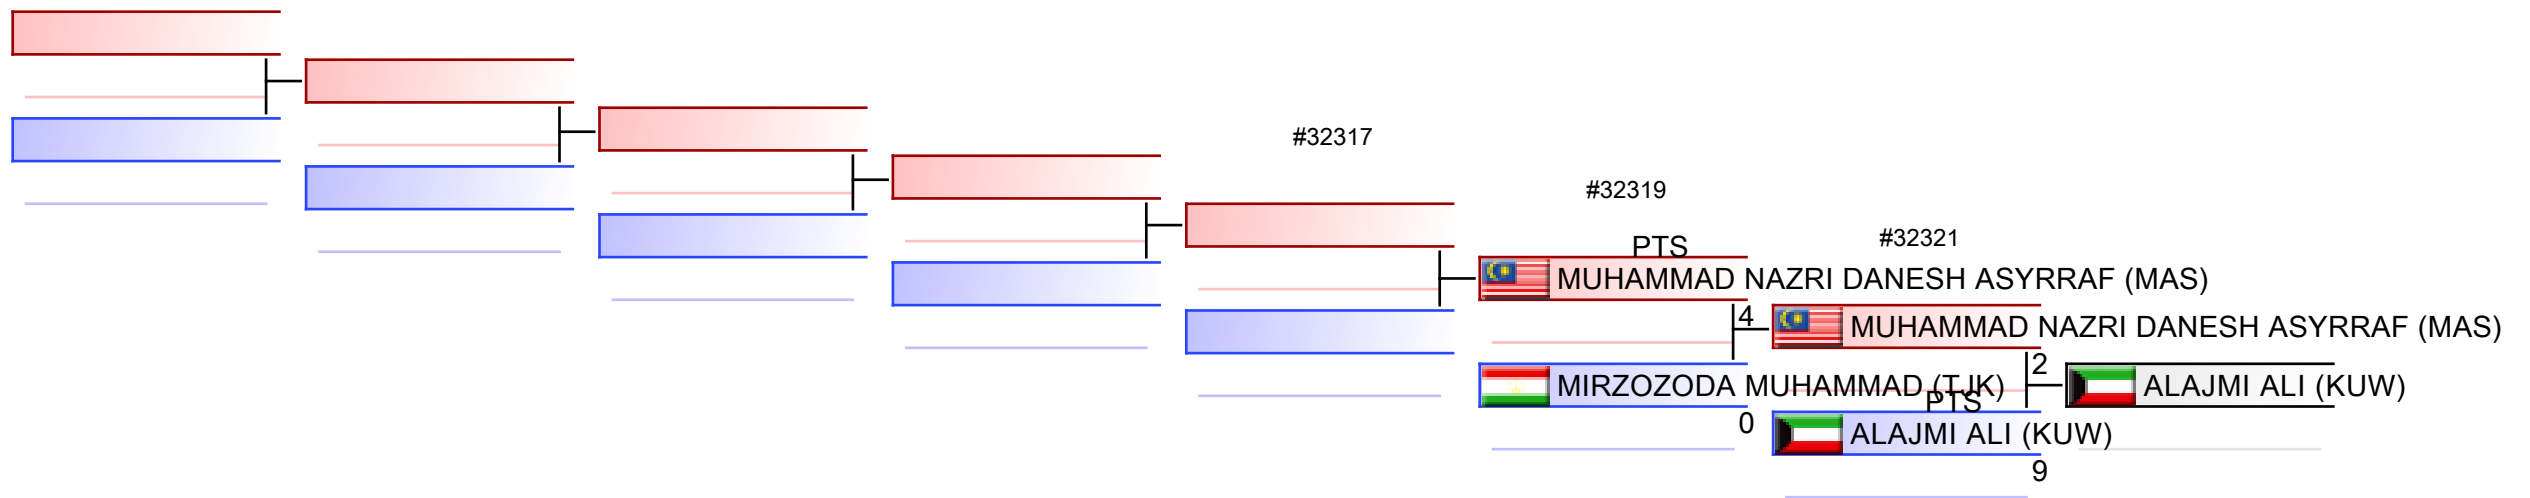 #32317
#32319
PTS
#32321
MUHAMMAD NAZRI DANESH ASYRRAF (MAS)
4
MUHAMMAD NAZRI DANESH ASYRRAF (MAS)
2
MIRZOZODA MUHAMMAD (TJK)
ALAJMI ALI (KUW)
PTS
0
ALAJMI ALI (KUW)
9